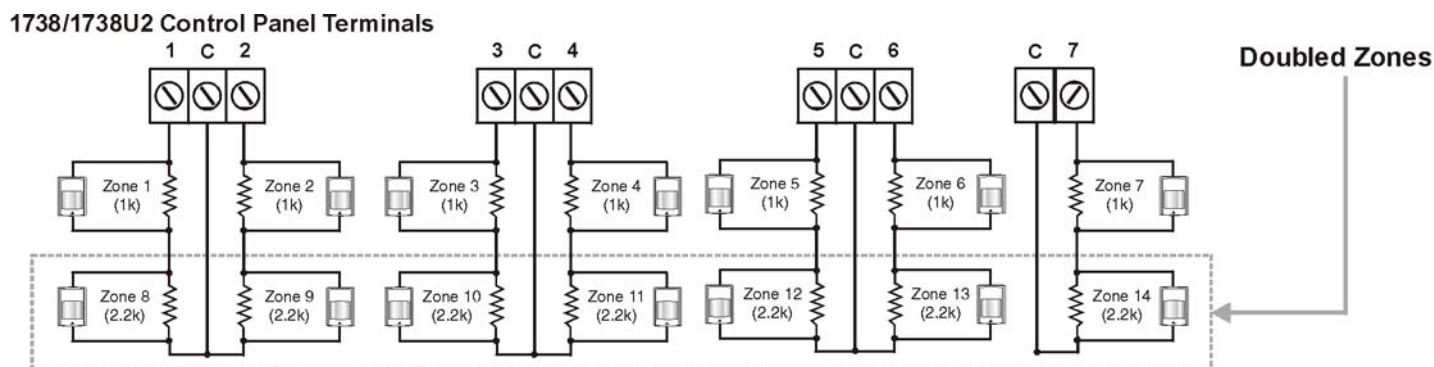 1738/1738U2 Control Panel Terminals
1 C 2
3 C 4
5 C 6
C 7
Doubled Zones
Zone 1
(1k)
Zone 2
(1k)
Zone 3
(1k)
Zone 4
(1k)
Zone 5
(1k)
Zone 6
(1k)
Zone 7
(1k)
Zone 8
(2.2k)
Zone 9
(2.2k)
Zone 10
(2.2k)
Zone 11
(2.2k)
Zone 12
(2.2k)
Zone 13
(2.2k)
Zone 14
(2.2k)